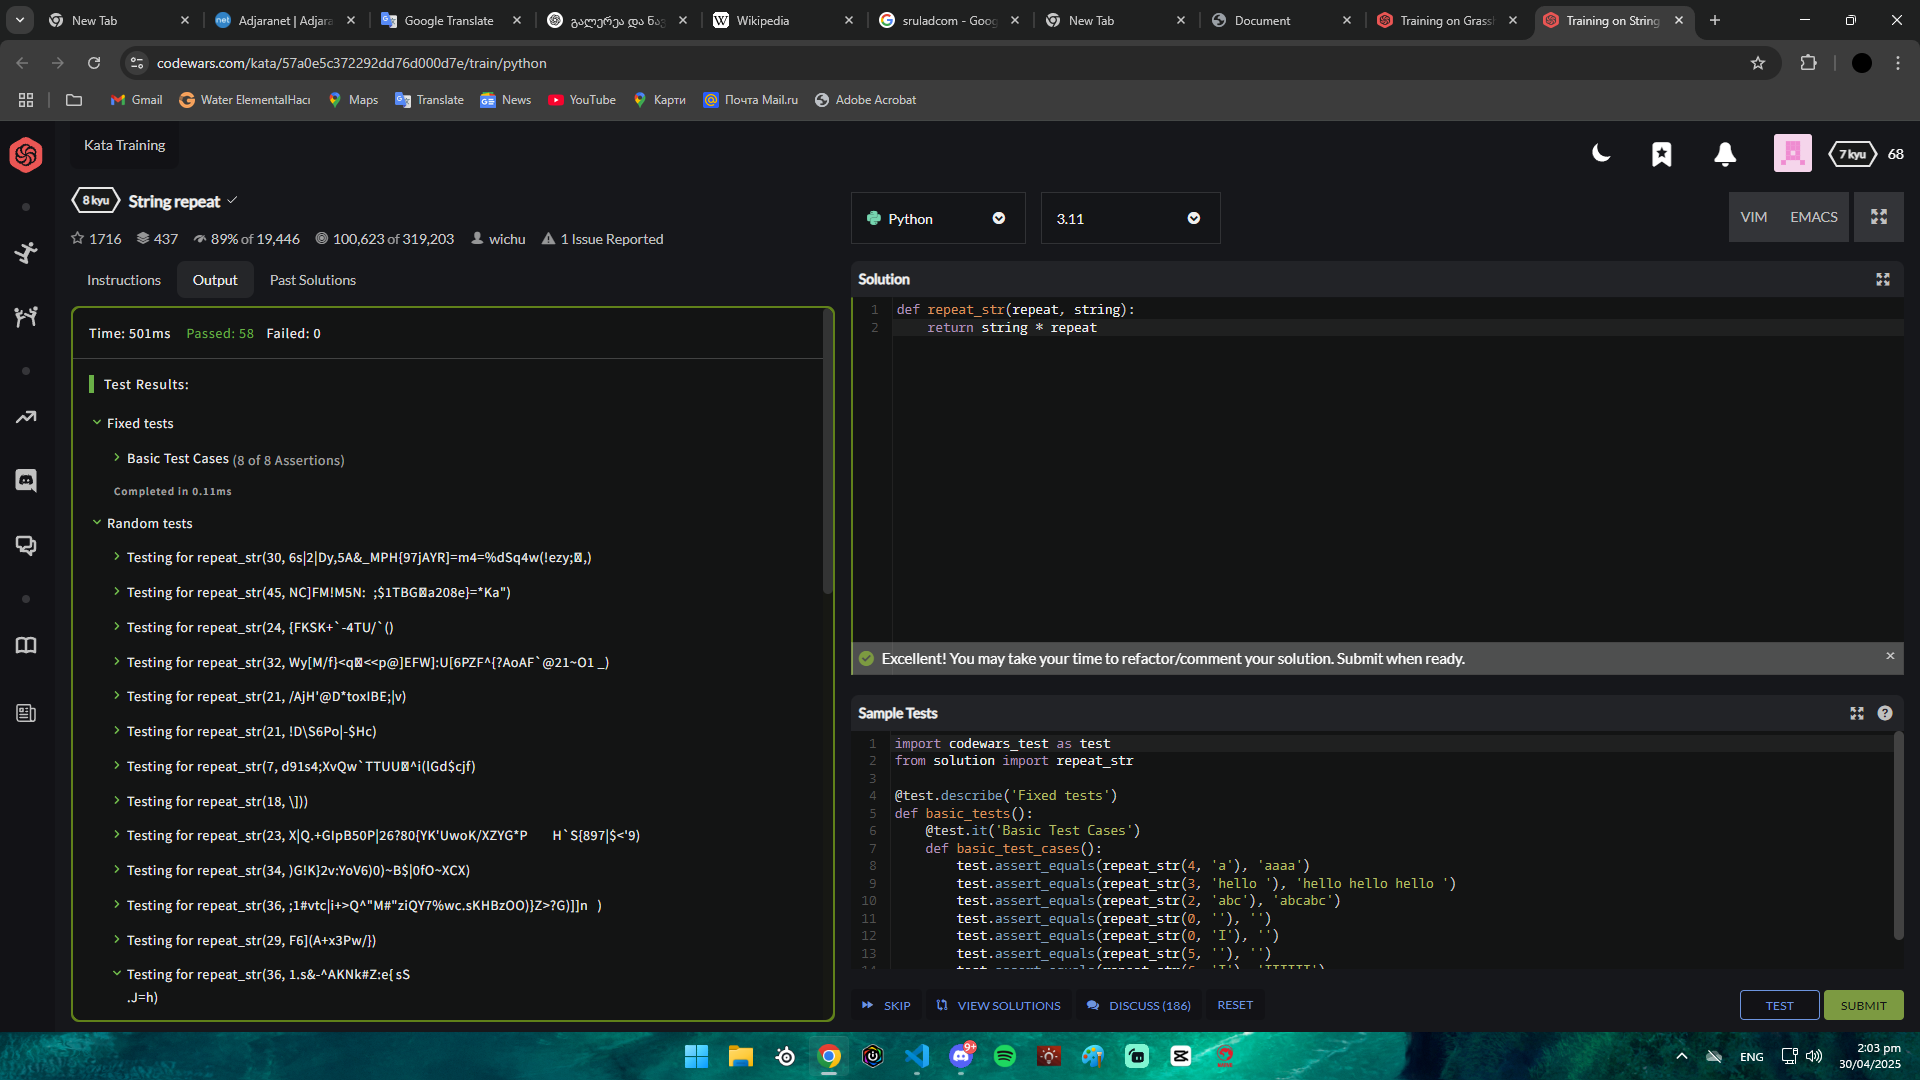 New Tab
Adjaranet | Adjara
Google Translate
გალერეა და ნავ
Wikipedia
sruladcom - Goog
New Tab
Document
Training on Grass
Training on String
codewars.com/kata/57a0e5c372292dd76d000d7e/train/python
Gmail
Water ElementalHacı
Maps
Translate
News
YouTube
Карти
Почта Mail.ru
Adobe Acrobat
Kata Training
7 kyu 68
8 kyu String repeat
1716 437 89% of 19,446 100,623 of 319,203 wichu 1 Issue Reported
Python
3.11
VIM EMACS
Instructions Output Past Solutions
Time: 501ms Passed: 58 Failed: 0
Test Results:
Fixed tests
Basic Test Cases (8 of 8 Assertions)
Completed in 0.11ms
Random tests
Testing for repeat_str(30, 6s|2|Dy,5A&_MPH{97jAYR]=m4=%dSq4w(!ezy;,)
Testing for repeat_str(45, NC]FM!M5N: ;$1TBGa208e}=*Ka")
Testing for repeat_str(24, {FKSK+`-4TU/`()
Testing for repeat_str(32, Wy[M/f}<q<<p@]EFW]:U[6PZF^{?AoAF`@21~O1 _)
Testing for repeat_str(21, /AjH'@D*toxIBE;|v)
Testing for repeat_str(21, !D\S6Po|-$Hc)
Testing for repeat_str(7, d91s4;XvQw`TTUU^i(lGd$cjf)
Testing for repeat_str(18, \]))
Testing for repeat_str(23, X|Q.+GIpB50P|26?80{YK'UwoK/XZYG*P H`S{897|$<'9)
Testing for repeat_str(34, )G!K}2v:YoV6)0)~B$|0fO~XCX)
Testing for repeat_str(36, ;1#vtc|i+>Q^"M#"ziQY7%wc.sKHBzOO)}Z>?G)]]n )
Testing for repeat_str(29, F6](A+x3Pw/})
Testing for repeat_str(36, 1.s&-^AKNk#Z:e{sS
.J=h)
Solution
1 def repeat_str(repeat, string):
2 return string * repeat
Excellent! You may take your time to refactor/comment your solution. Submit when ready.
Sample Tests
1 import codewars_test as test
2 from solution import repeat_str
3
4 @test.describe('Fixed tests')
5 def basic_tests():
6 @test.it('Basic Test Cases')
7 def basic_test_cases():
8 test.assert_equals(repeat_str(4, 'a'), 'aaaa')
9 test.assert_equals(repeat_str(3, 'hello '), 'hello hello hello ')
10 test.assert_equals(repeat_str(2, 'abc'), 'abcabc')
11 test.assert_equals(repeat_str(0, ''), '')
12 test.assert_equals(repeat_str(0, 'I'), '')
13 test.assert_equals(repeat_str(5, ''), '')
SKIP VIEW SOLUTIONS DISCUSS (186) RESET
TEST SUBMIT
9+
ENG
2:03 pm
30/04/2025